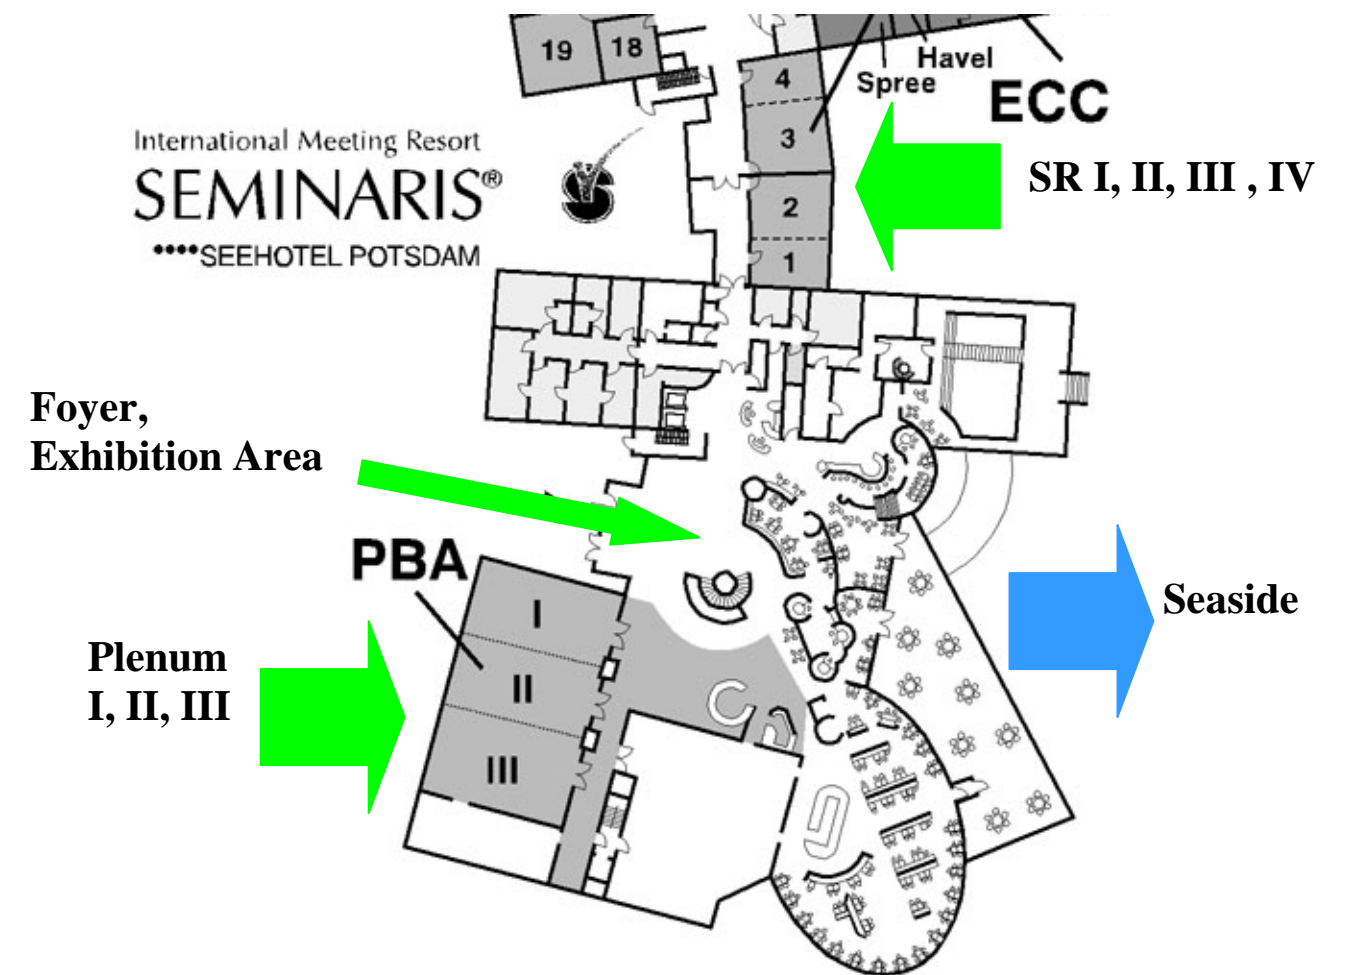 19
18
4
Havel
Spree
ECC
3
International Meeting Resort
SEMINARIS®
****SEEHOTEL POTSDAM
SR I, II, III , IV
2
1
Foyer,
Exhibition Area
PBA
I
Seaside
Plenum
I, II, III
II
III